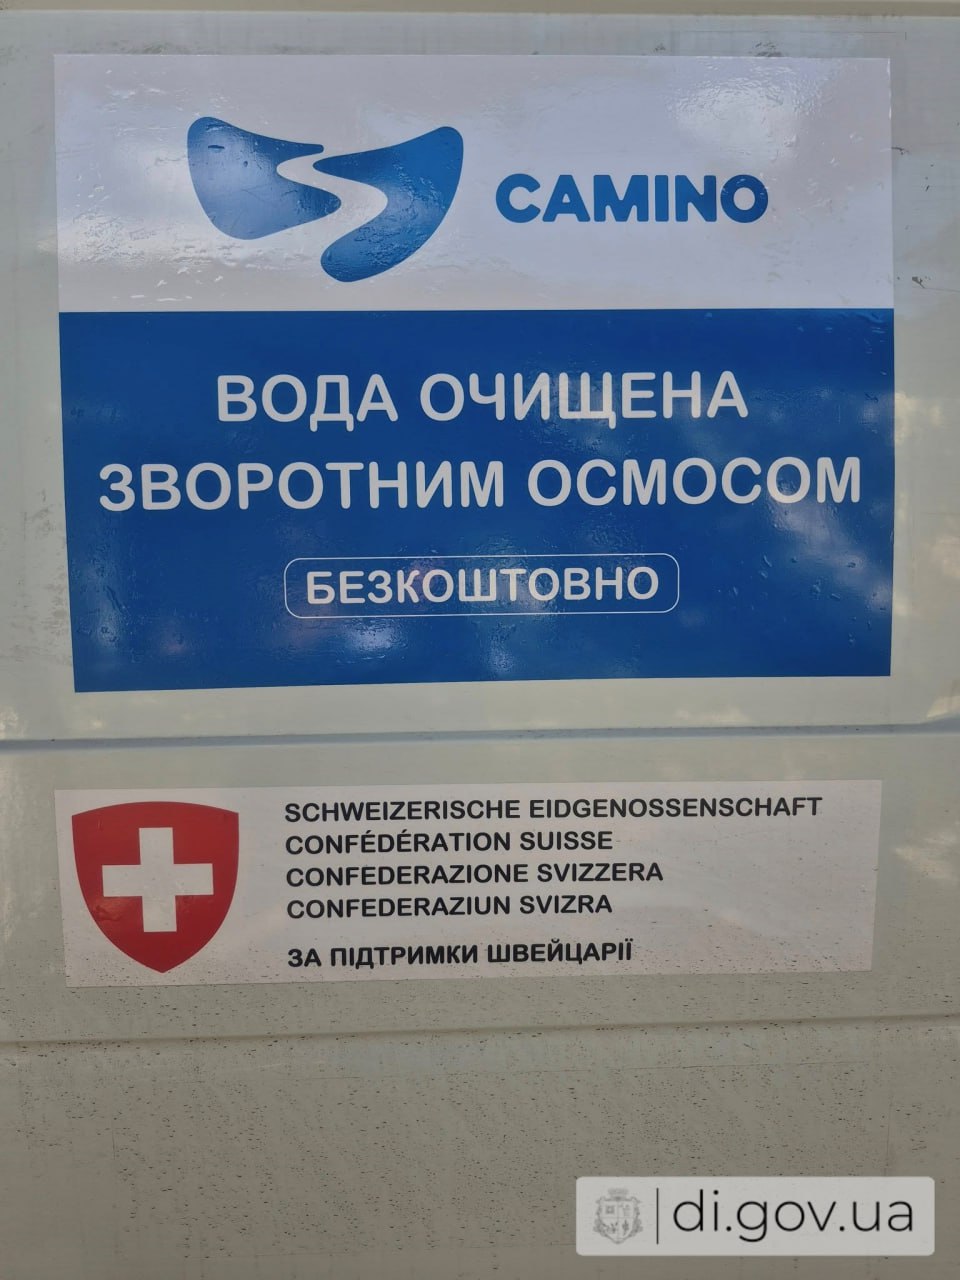 CAMINO
ВОДА ОЧИЩЕНА
ЗВОРОТНИМ ОСМОСОМ
БЕЗКОШТОВНО
SCHWEIZERISCHE EIDGENOSSENSCHAFT
CONFÉDÉRATION SUISSE
CONFEDERAZIONE SVIZZERA
CONFEDERAZIUN SVIZRA
ЗА ПІДТРИМКИ ШВЕЙЦАРІЇ
di.gov.ua